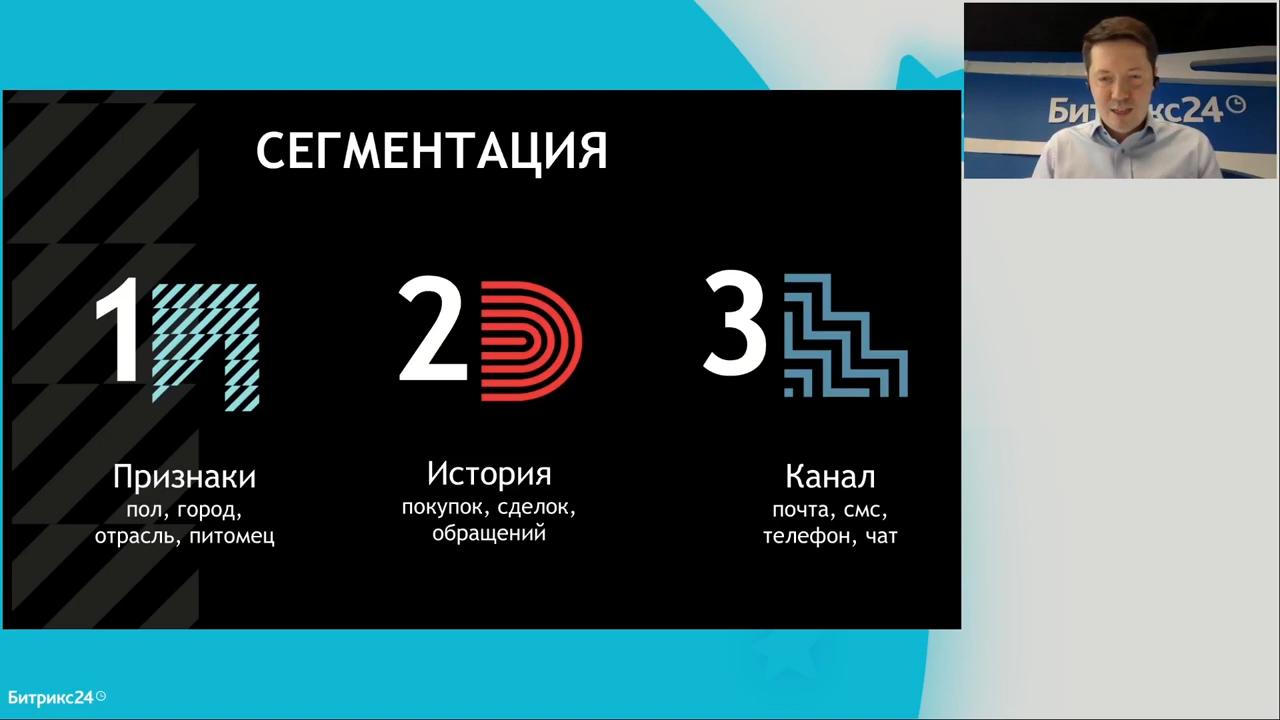 СЕГМЕНТАЦИЯ
1
2
3
Признаки
пол, город,
отрасль, питомец
История
покупок, сделок,
обращений
Канал
почта, смс,
телефон, чат
Битрикс24
Битрикс24